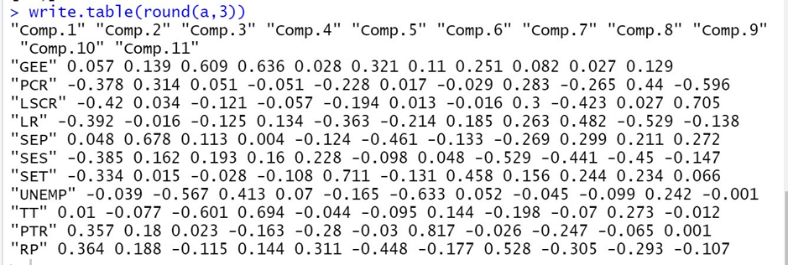 > write.table(round(a,3))
"Comp.1" "Comp.2" "Comp.3" "Comp.4" "Comp.5" "Comp.6" "Comp.7" "Comp.8" "Comp.9"
"Comp.10" "Comp.11"
"GEE" 0.057 0.139 0.609 0.636 0.028 0.321 0.11 0.251 0.082 0.027 0.129
"PCR" -0.378 0.314 0.051 -0.051 -0.228 0.017 -0.029 0.283 -0.265 0.44 -0.596
"LSCR" -0.42 0.034 -0.121 -0.057 -0.194 0.013 -0.016 0.3 -0.423 0.027 0.705
"LR" -0.392 -0.016 -0.125 0.134 -0.363 -0.214 0.185 0.263 0.482 -0.529 -0.138
"SEP" 0.048 0.678 0.113 0.004 -0.124 -0.461 -0.133 -0.269 0.299 0.211 0.272
"SES" -0.385 0.162 0.193 0.16 0.228 -0.098 0.048 -0.529 -0.441 -0.45 -0.147
"SET" -0.334 0.015 -0.028 -0.108 0.711 -0.131 0.458 0.156 0.244 0.234 0.066
"UNEMP" -0.039 -0.567 0.413 0.07 -0.165 -0.633 0.052 -0.045 -0.099 0.242 -0.001
"TT" 0.01 -0.077 -0.601 0.694 -0.044 -0.095 0.144 -0.198 -0.07 0.273 -0.012
"PTR" 0.357 0.18 0.023 -0.163 -0.28 -0.03 0.817 -0.026 -0.247 -0.065 0.001
"RP" 0.364 0.188 -0.115 0.144 0.311 -0.448 -0.177 0.528 -0.305 -0.293 -0.107